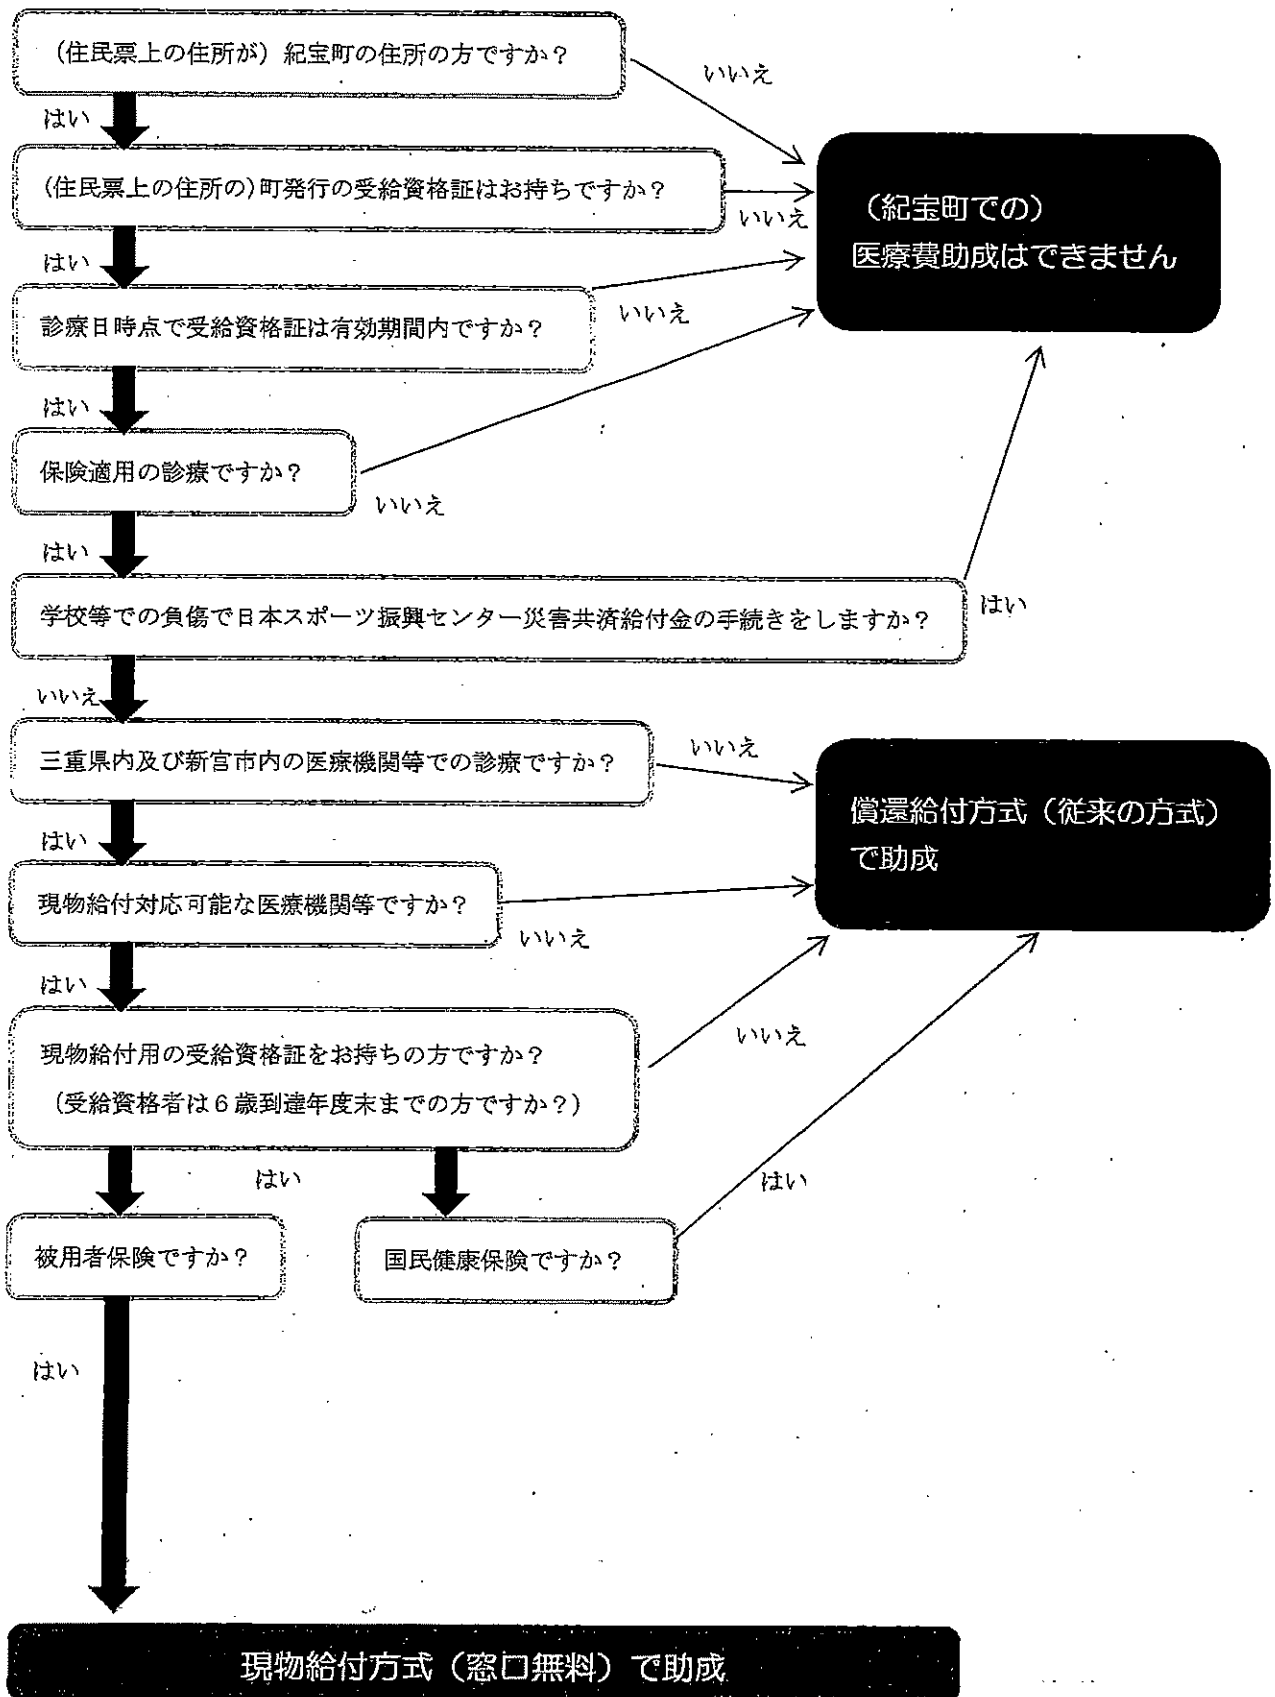 （住民票上の住所が）紀宝町の住所の方ですか？
いいえ
はい
（住民票上の住所の）町発行の受給資格証はお持ちですか？
いいえ
（紀宝町での）
医療費助成はできません
はい
診療日時点で受給資格証は有効期間内ですか？
いいえ
はい
保険適用の診療ですか？
いいえ
はい
学校等での負傷で日本スポーツ振興センター災害共済給付金の手続きをしますか？
はい
いいえ
三重県内及び新宮市内の医療機関等での診療ですか？
いいえ
償還給付方式（従来の方式）
で助成
はい
現物給付対応可能な医療機関等ですか？
いいえ
はい
現物給付用の受給資格証をお持ちの方ですか？
（受給資格者は６歳到達年度末までの方ですか？）
いいえ
はい
はい
被用者保険ですか？
国民健康保険ですか？
はい
現物給付方式（窓口無料）で助成